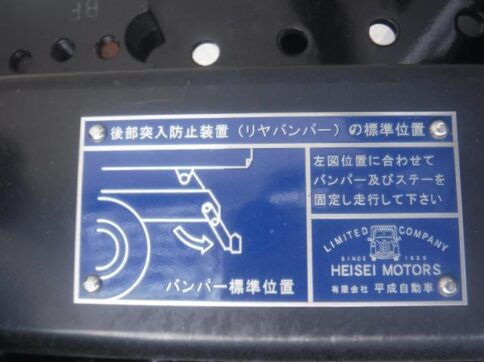 BF
後部突入防止装置（リヤバンパー）の標準位置
左図位置に合わせて
バンパー及びステーを
固定し走行して下さい
バンパー標準位置
LIMITED COMPANY
SINCE 1989
HEISEI MOTORS
有限会社 平成自動車